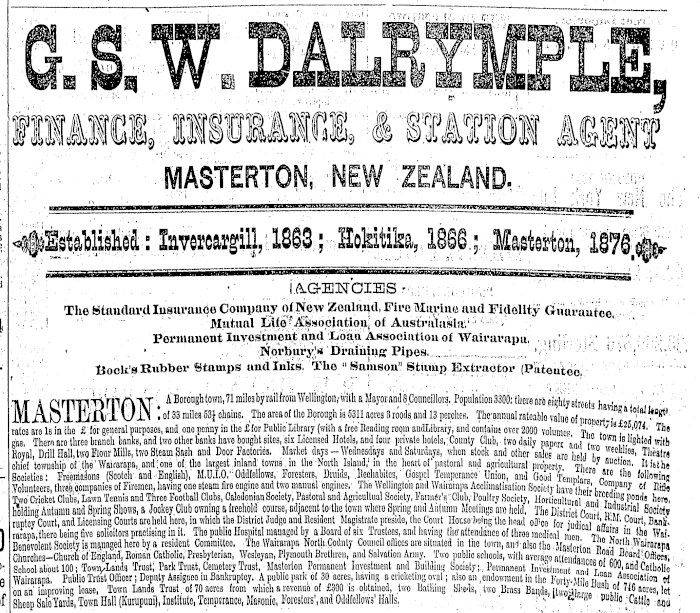 G. S. W. DALRYMPLE,
FINANCE, INSURANCE, & STATION AGENT
MASTERTON, NEW ZEALAND.
Established: Invercargill, 1863; Hokitika, 1866; Masterton, 1876
AGENCIES
The Standard Insurance Company of New Zealand, Fire Marine and Fidelity Guarantee.
Mutual Life Association of Australasia.
Permanent Investment and Loan Association of Wairarapa.
Norbury's Draining Pipes.
Bock's Rubber Stamps and Inks. The "Samson" Stump Extractor (Patentee.
MASTERTON: A Borough town, 71 miles by rail from Wellington, with a Mayor and 8 Councillors. Population 3300: there are eighty streets having a total length
of 33 miles 53½ chains. The area of the Borough is 5311 acres 3 roods and 13 perches. The annual rateable value of property is £25,074. The
rates are 1s in the £ for general purposes, and one penny in the £ for Public Library (with a free Reading room and Library, and contains over 2000 volumes. The town is lighted with
gas. There are three branch banks, and two other banks have bought sites, six Licensed Hotels, and four private hotels, County Club, two daily papers and two weeklies, Theatre
Royal, Drill Hall, two Flour Mills, two Steam Sash and Door Factories. Market days—Wednesdays and Saturdays, when stock and other sales are held by auction. It is the
chief township of the Wairarapa, and one of the largest inland towns in the North Island, in the heart of pastoral and agricultural property. There are the following
Societies: Freemasons (Scotch and English), M.U.I.O. Oddfellows, Foresters, Druids, Rechabites, Gospel Temperance Union, and Good Templars, Company of Rifle
Volunteers, three companies of Firemen, having one steam fire engine and two manual engines. The Wellington and Wairarapa Acclimatisation Society have their breeding ponds here,
Two Cricket Clubs, Lawn Tennis and Three Football Clubs, Caledonian Society, Pastoral and Agricultural Society, Farmer's Club, Poultry Society, Horticultural and Industrial Society
holding Autumn and Spring Shows, a Jockey Club owning a freehold course, adjacent to the town where Spring and Autumn Meetings are held. The District Court, R.M. Court, Bank-
ruptcy Court, and Licensing Courts are held here, in which the District Judge and Resident Magistrate preside, the Court House being the head office for judicial affairs in the Wai-
rarapa, there being five solicitors practising in it. The public Hospital managed by a Board of six Trustees, and having the attendance of three medical men. The North Wairarapa
Benevolent Society is managed here by a resident Committee. The Wairarapa North County Council offices are situated in the town, and also the Masterton Road Board Offices,
Churches—Church of England, Roman Catholic, Presbyterian, Wesleyan, Plymouth Brethren, and Salvation Army. Two public schools, with average attendances of 600, and Catholic
School about 100; Town Lands Trust, Park Trust, Cemetery Trust, Masterton Permanent Investment and Building Society; Permanent Investment and Loan Association of
Wairarapa. Public Trust Officer; Deputy Assignee in Bankruptcy. A public park of 30 acres, having a cricketing oval; also an endowment in the Forty-Mile Bush of 746 acres, let
on an improving lease, Town Lands Trust of 70 acres from which a revenue of £300 is obtained, two Bathing Sheds, two Brass Bands, two large public Cattle and
Sheep Sale Yards, Town Hall (Kurupuni), Institute, Temperance, Masonic, Foresters', and Oddfellows' Halls.